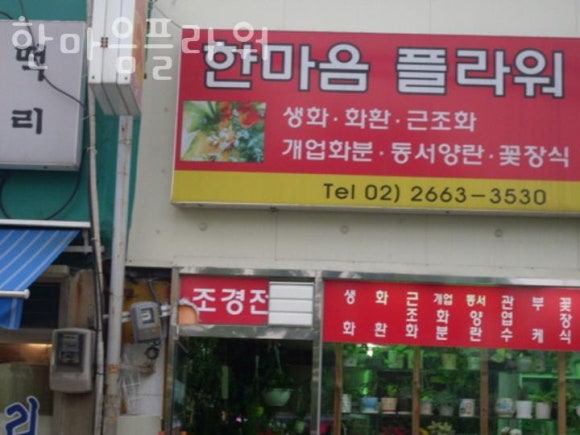 한마음플라워
한마음 플라워
생화·화환·근조화
개업화분·동서양란·꽃장식
Tel 02) 2663-3530
리
조경전
생화 화환 근조화 개업화분 동서양란 관엽수 부케 꽃장식
리